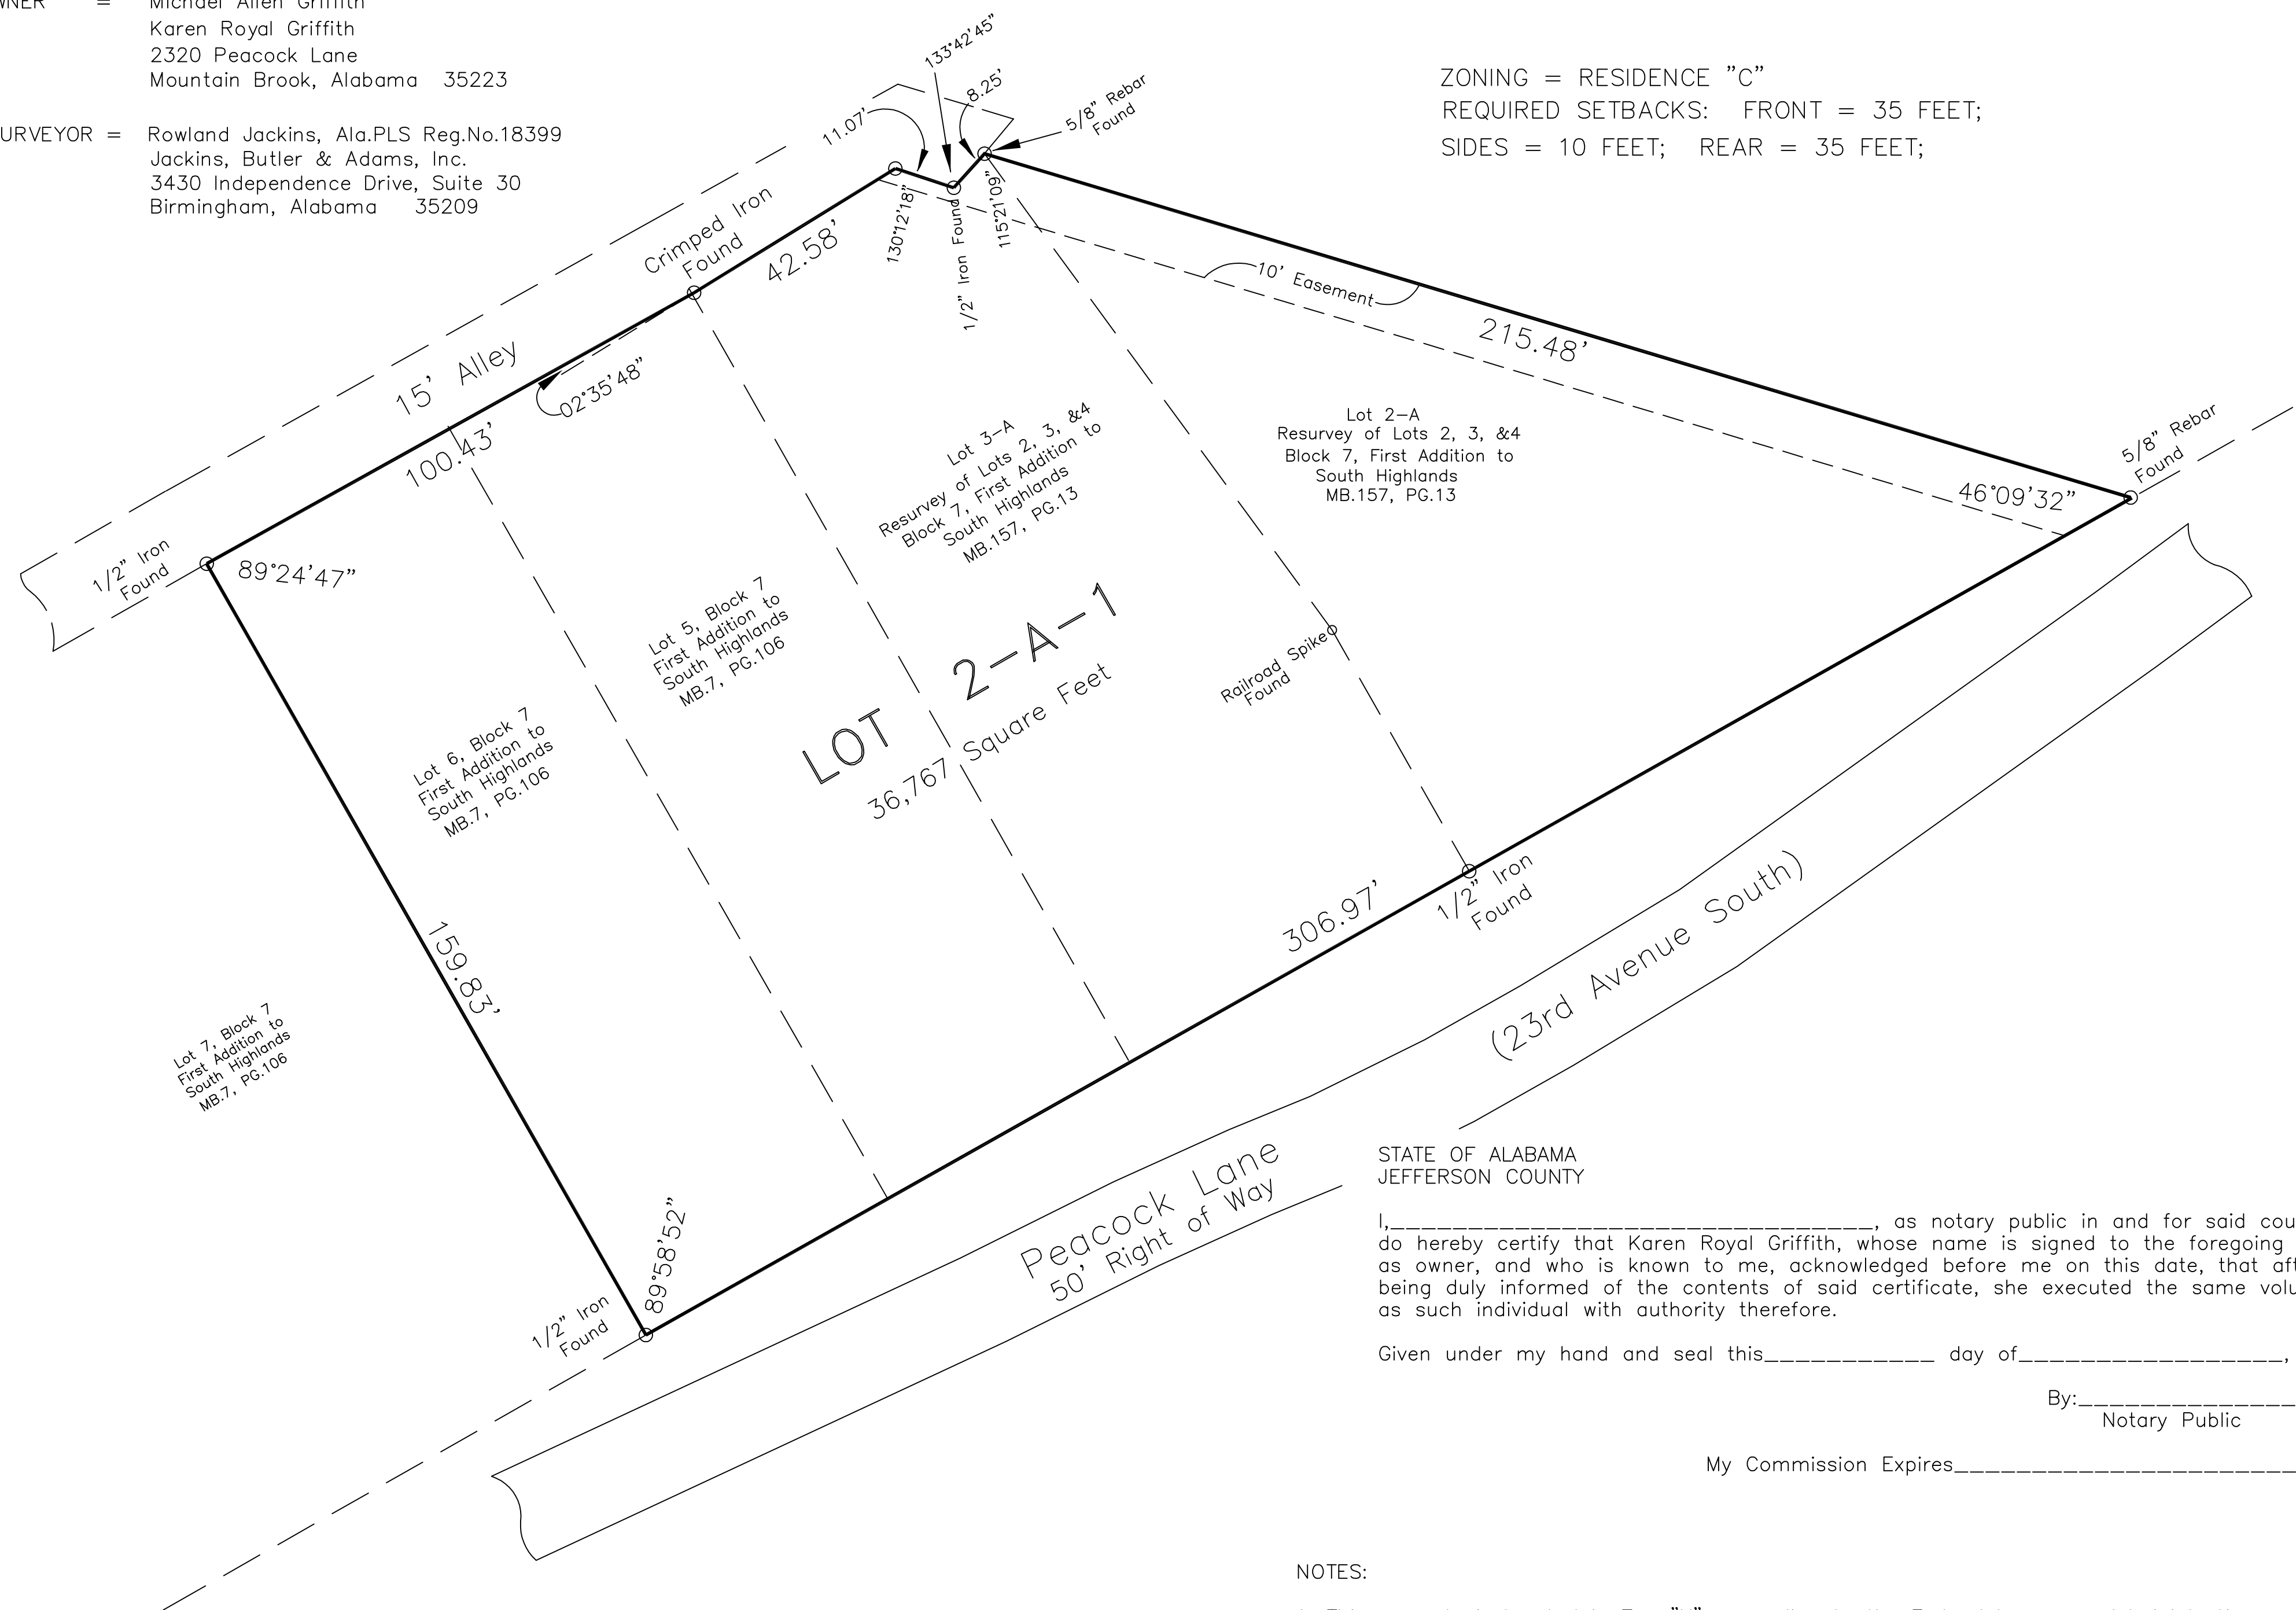 Michael Allen Griffith
Karen Royal Griffith
2320 Peacock Lane
Mountain Brook, Alabama 35223
=
Rowland Jackins, Ala.PLS Reg.No.18399
Jackins, Butler & Adams, Inc.
3430 Independence Drive, Suite 30
Birmingham, Alabama 35209
ZONING = RESIDENCE "C"
REQUIRED SETBACKS: FRONT = 35 FEET;
SIDES = 10 FEET; REAR = 35 FEET;
133°42'45"
11.07'
8.25'
5/8" Rebar
Found
130°12'18"
1/2" Iron Found
115°21'09"
Crimped Iron
Found
42.58'
15' Alley
02°35'48"
100.43'
10' Easement
215.48'
Lot 2-A
Resurvey of Lots 2, 3, &4
Block 7, First Addition to
South Highlands
MB.157, PG.13
46°09'32"
5/8" Rebar
Found
Lot 3-A
Resurvey of Lots 2, 3, &4
Block 7, First Addition to
South Highlands
MB.157, PG.13
1/2" Iron
Found
89°24'47"
Lot 5, Block 7
First Addition to
South Highlands
MB.7, PG.106
LOT 2-A-1
36,767 Square Feet
Railroad Spike
Found
Lot 6, Block 7
First Addition to
South Highlands
MB.7, PG.106
159.83'
306.97'
1/2" Iron
Found
(23rd Avenue South)
Lot 7, Block 7
First Addition to
South Highlands
MB.7, PG.106
89°58'52"
1/2" Iron
Found
Peacock Lane
50' Right of Way
STATE OF ALABAMA
JEFFERSON COUNTY
I,_______________________________, as notary public in and for said
do hereby certify that Karen Royal Griffith, whose name is signed to the foregoing
as owner, and who is known to me, acknowledged before me on this date, that
being duly informed of the contents of said certificate, she executed the same
as such individual with authority therefore.
Given under my hand and seal this___________ day of_________________,
By:______________
Notary Public
My Commission Expires______________________
NOTES: